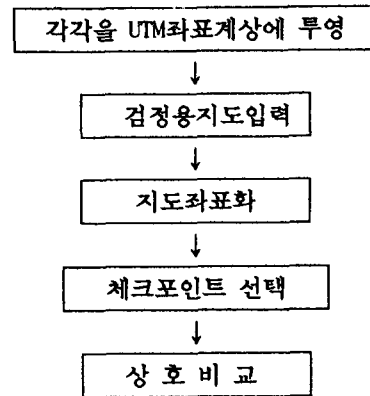 각각을 UTM좌표계상에 투영
↓
검정용지도입력
↓
지도좌표화
↓
체크포인트 선택
↓
상 호 비 교